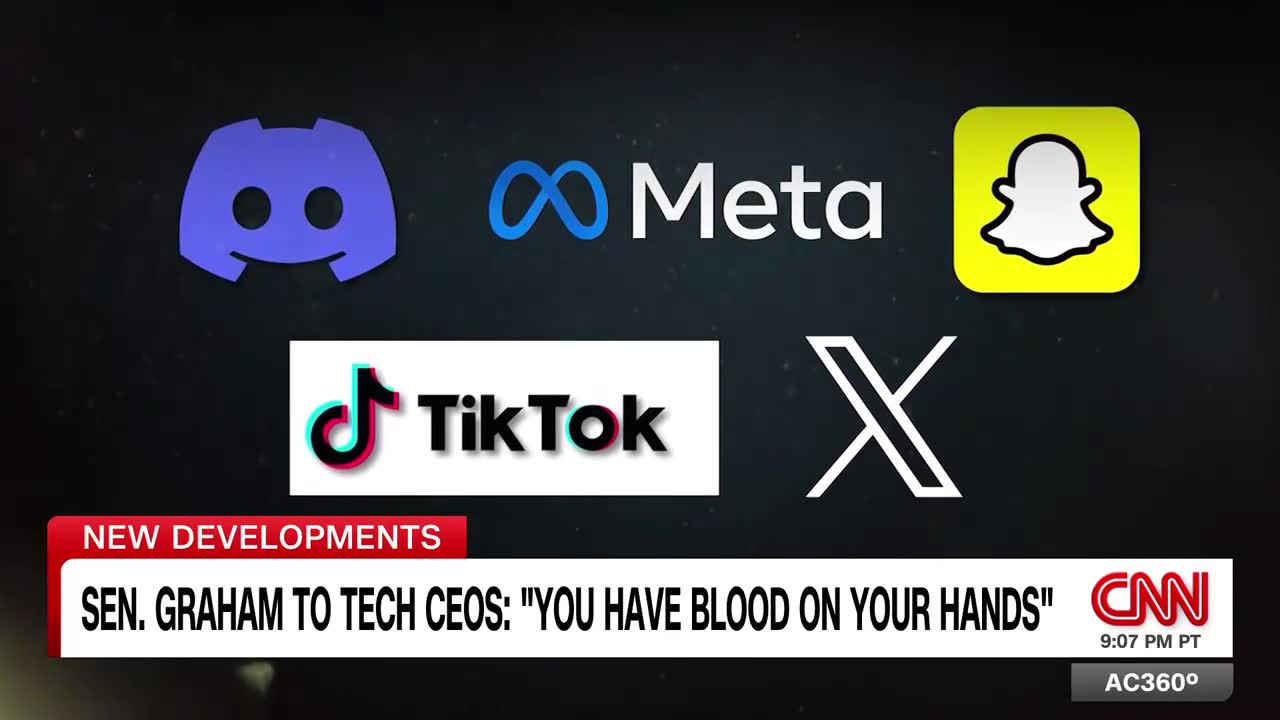 Meta
TikTok
NEW DEVELOPMENTS
SEN. GRAHAM TO TECH CEOS: "YOU HAVE BLOOD ON YOUR HANDS"
CNN
9:07 PM PT
AC360º